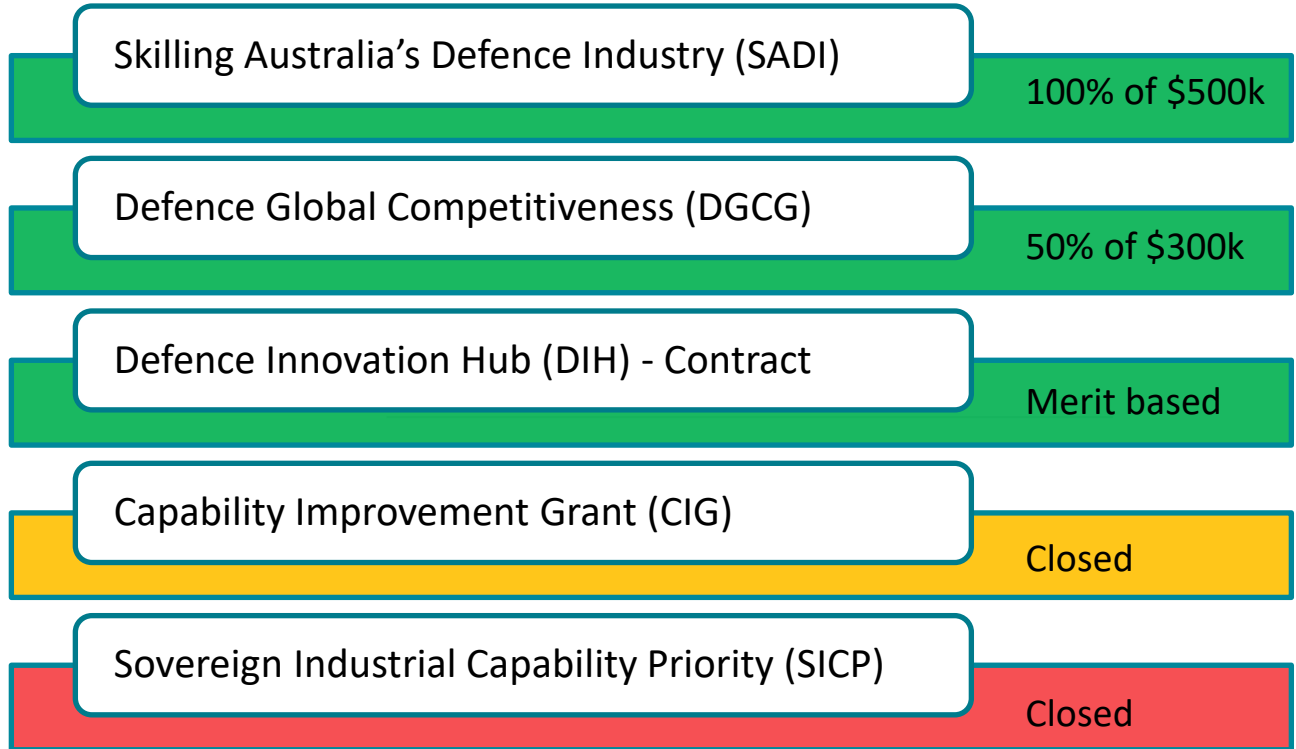 Skilling Australia’s Defence Industry (SADI)
100% of $500k
Defence Global Competitiveness (DGCG)
50% of $300k
Defence Innovation Hub (DIH) - Contract
Merit based
Capability Improvement Grant (CIG)
Closed
Sovereign Industrial Capability Priority (SICP)
Closed